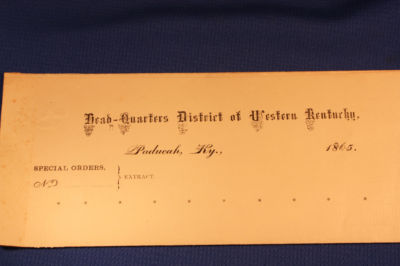 Head-Quarters District of Western Kentucky,
Paducah, Ky., 1865.
SPECIAL ORDERS,
No. } EXTRACT.